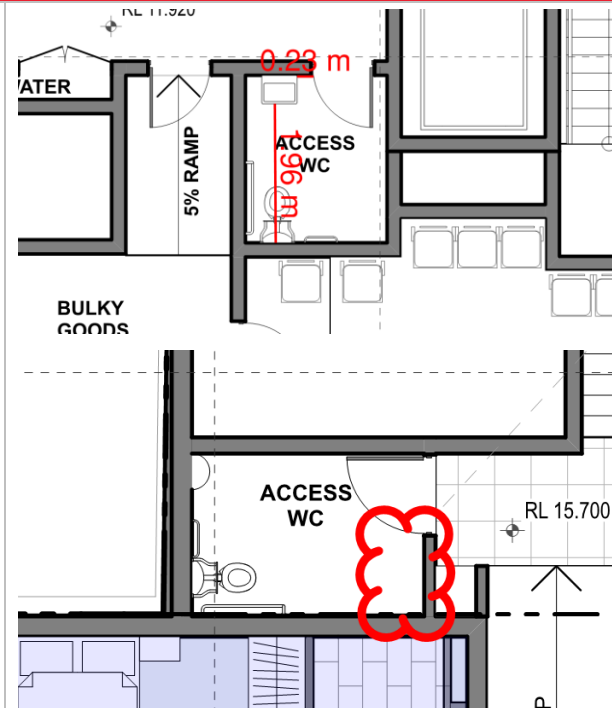 RL 11.920
0.23 m
WATER
5% RAMP
ACCESS
WC
1.96 m
BULKY
GOODS
ACCESS
WC
RL 15.700